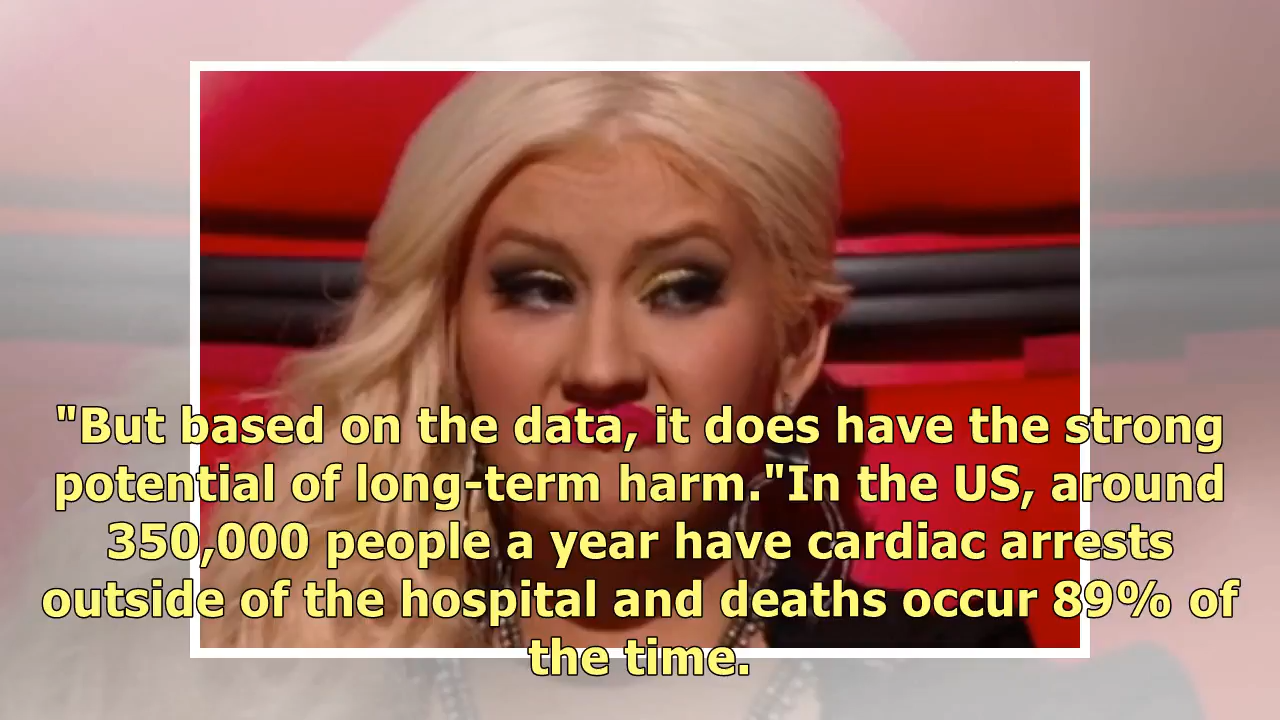 "But based on the data, it does have the strong
potential of long-term harm."In the US, around
350,000 people a year have cardiac arrests
outside of the hospital and deaths occur 89% of
the time.